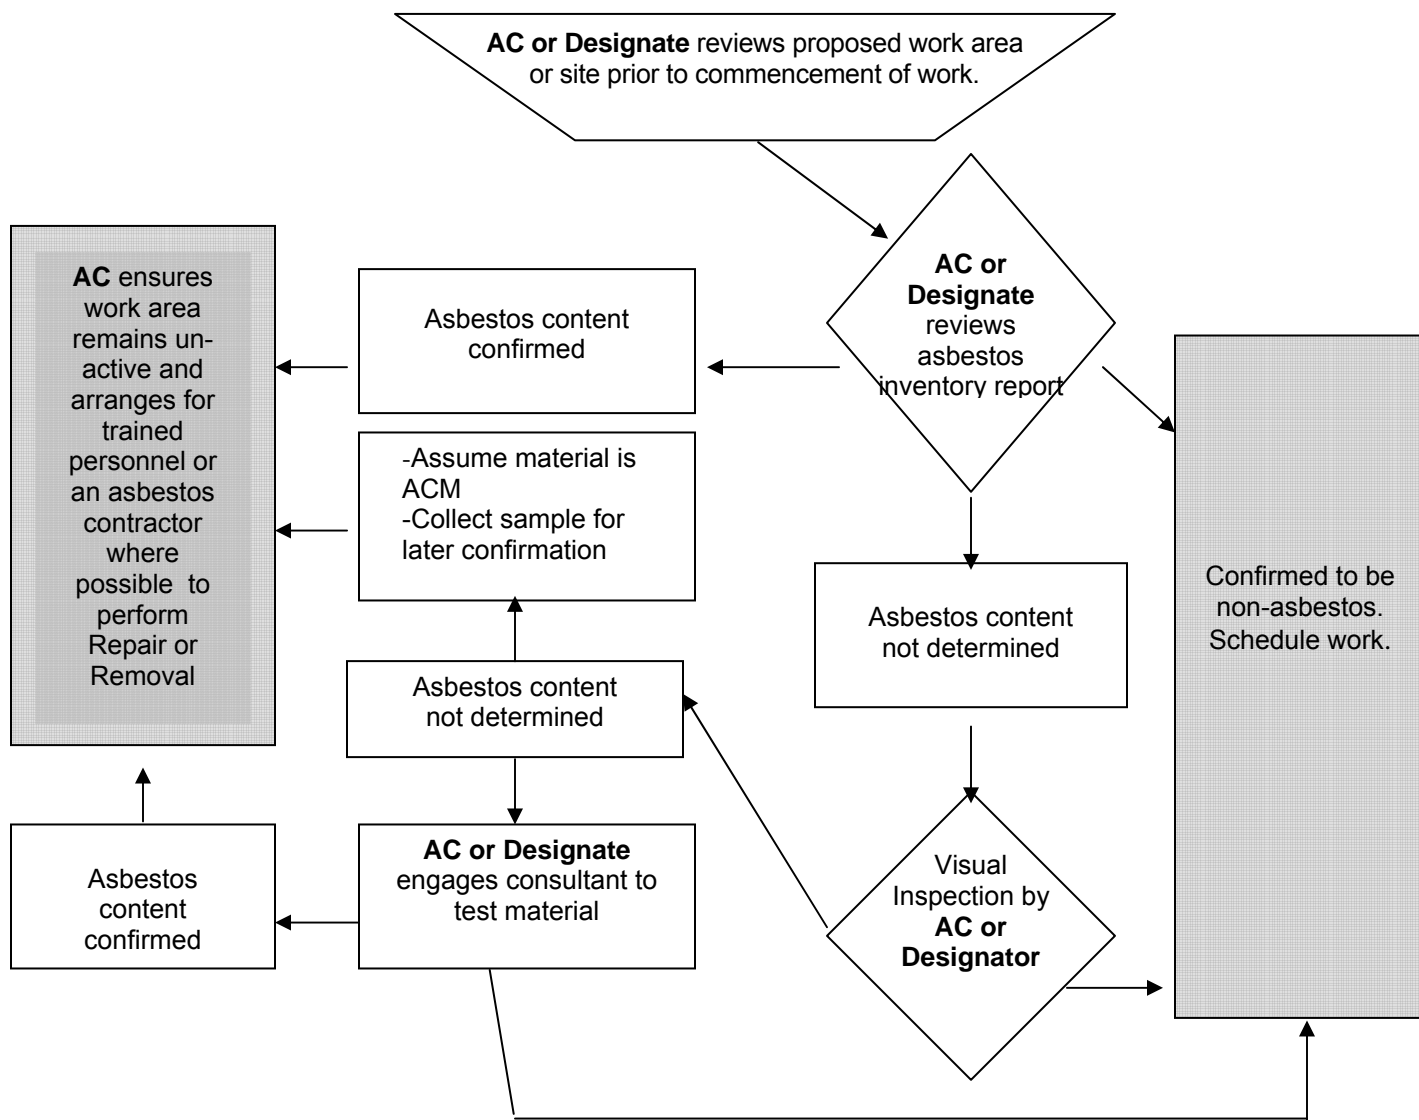 AC or Designate reviews proposed work area
or site prior to commencement of work.
AC or
Designate
reviews
asbestos
inventory report
AC ensures
work area
remains un-
active and
arranges for
trained
personnel or
an asbestos
contractor
where
possible to
perform
Repair or
Removal
Asbestos content
confirmed
-Assume material is
ACM
-Collect sample for
later confirmation
Asbestos content
not determined
Confirmed to be
non-asbestos.
Schedule work.
Asbestos content
not determined
Asbestos
content
confirmed
AC or Designate
engages consultant to
test material
Visual
Inspection by
AC or
Designator